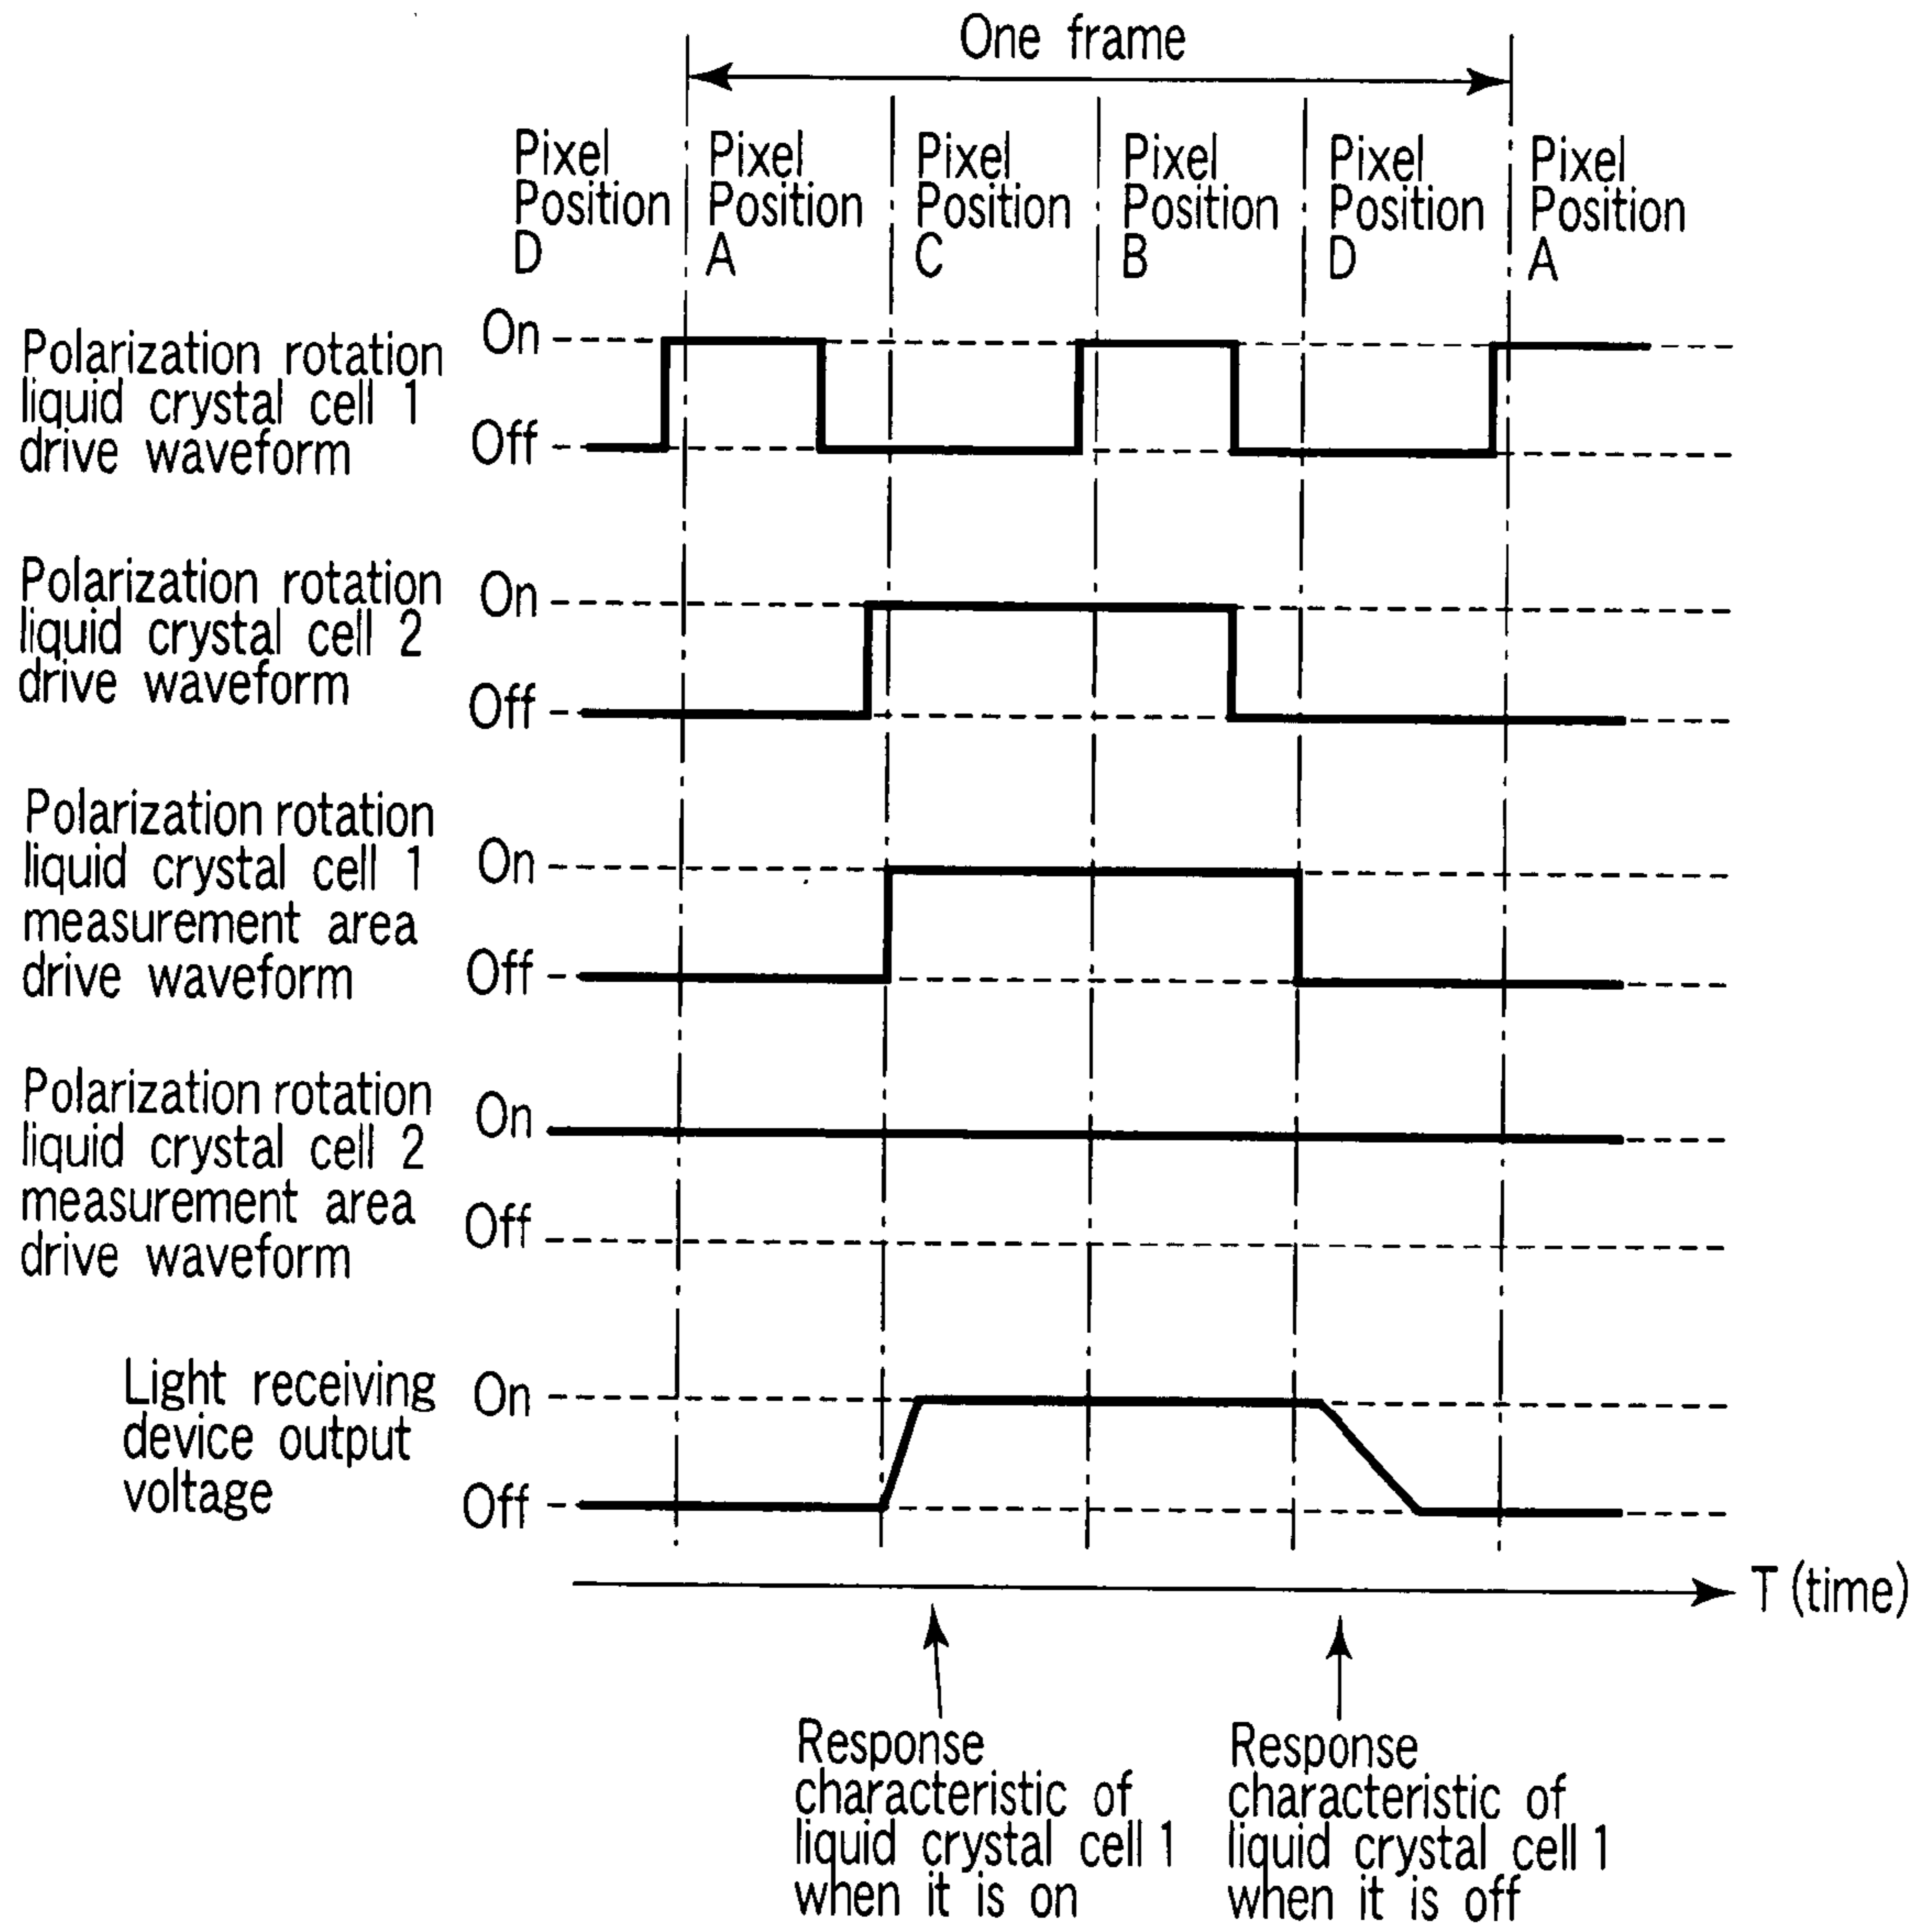 One frame
Pixel
Position
D
Pixel
Position
A
Pixel
Position
C
Pixel
Position
B
Pixel
Position
D
Pixel
Position
A
Polarization rotation
liquid crystal cell 1
drive waveform
On
Off
Polarization rotation
liquid crystal cell 2
drive waveform
On
Off
Polarization rotation
liquid crystal cell 1
measurement area
drive waveform
On
Off
Polarization rotation
liquid crystal cell 2
measurement area
drive waveform
On
Off
Light receiving
device output
voltage
On
Off
T (time)
Response
characteristic of
liquid crystal cell 1
when it is on
Response
characteristic of
liquid crystal cell 1
when it is off